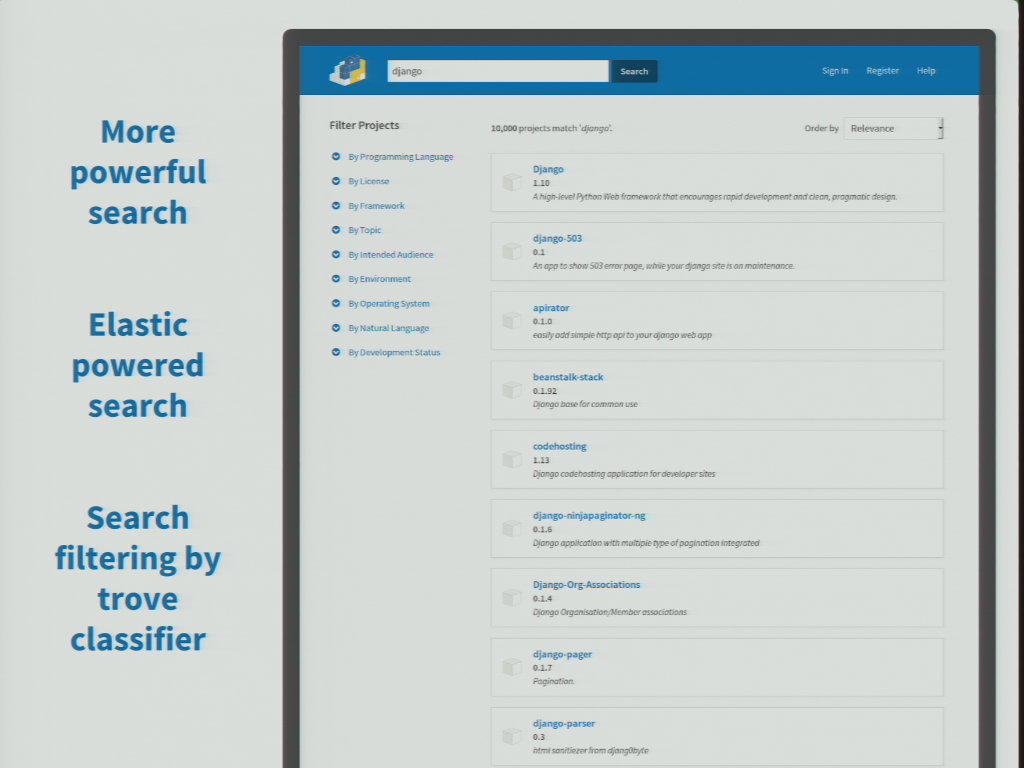 More
powerful
search
Elastic
powered
search
Search
filtering by
trove
classifier
django
Search
Sign In
Register
Help
Filter Projects
By Programming Language
By License
By Framework
By Topic
By Intended Audience
By Environment
By Operating System
By Natural Language
By Development Status
10,000 projects match 'django'.
Order by
Relevance
Django
1.10
A high-level Python Web framework that encourages rapid development and clean, pragmatic design.
django-503
0.1
An app to show 503 error page, while your django site is on maintenance.
apirator
0.1.0
easily add simple http api to your django web app
beanstalk-stack
0.1.92
Django base for common use
codehosting
1.13
Django codehosting application for developer sites
django-ninjapaginator-ng
0.1.6
Django application with multiple type of pagination integrated
Django-Org-Associations
0.1.4
Django Organisation/Member associations
django-pager
0.1.7
Pagination.
django-parser
0.3
html sanitiezer from djang0byte